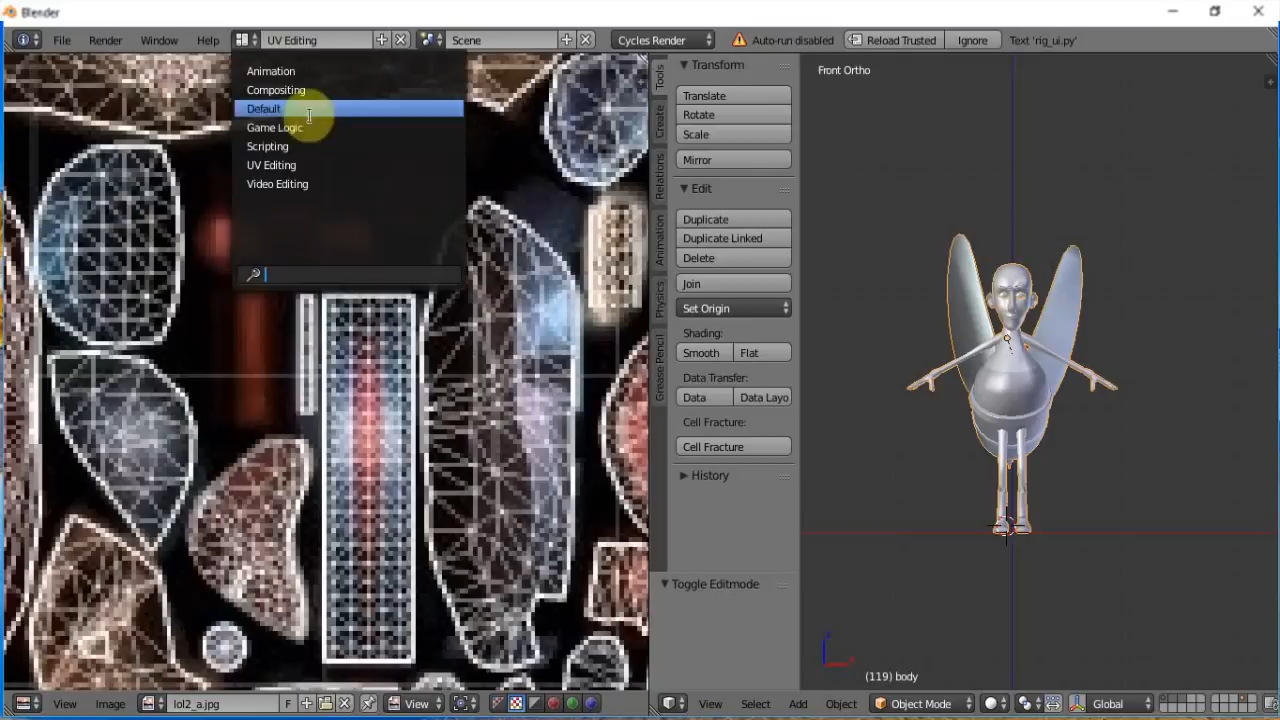 Blender
File Render Window Help UV Editing Scene Cycles Render Auto-run disabled Reload Trusted Ignore Text 'rig_ui.py'
Animation
Compositing
Default
Game Logic
Scripting
UV Editing
Video Editing
Tools
Create
Relations
Animation
Physics
Grease Pencil
Transform
Translate
Rotate
Scale
Mirror
Edit
Duplicate
Duplicate Linked
Delete
Join
Set Origin
Shading:
Smooth Flat
Data Transfer:
Data Data Layo
Cell Fracture:
Cell Fracture
History
Toggle Editmode
Front Ortho
(119) body
View Image lol2_a.jpg F View
View Select Add Object Object Mode Global